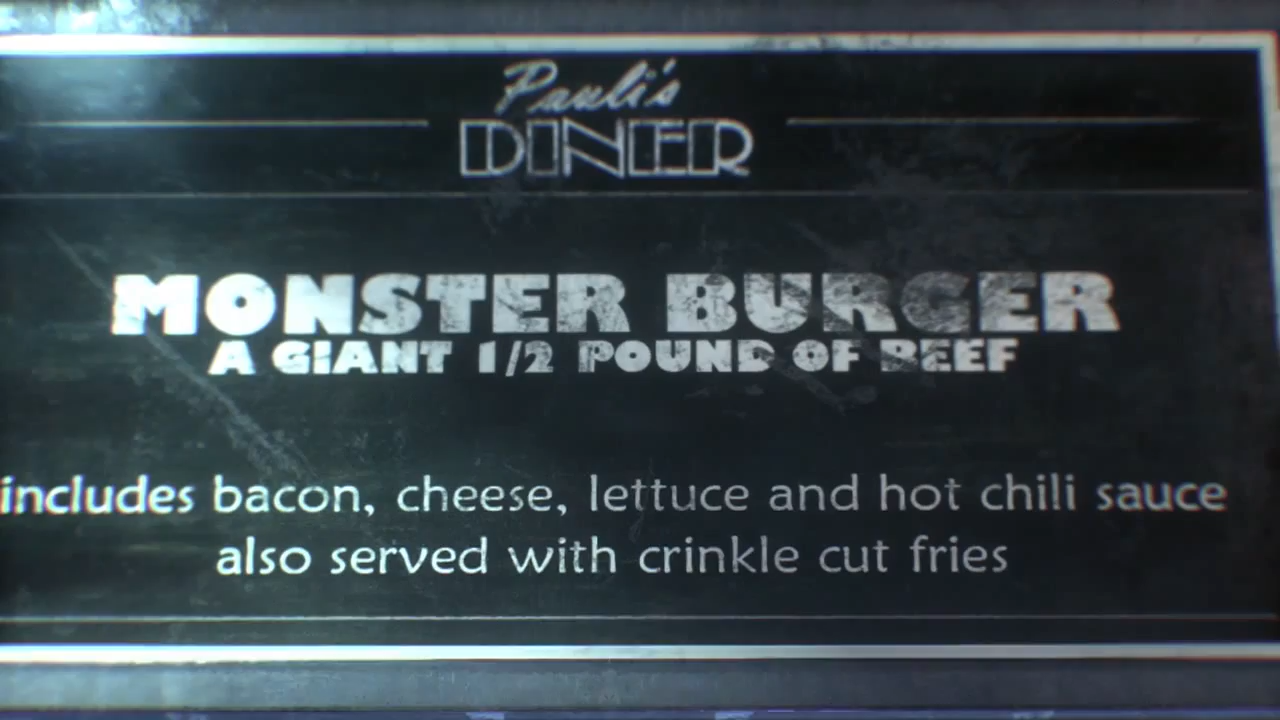 Pauli's
DINER
MONSTER BURGER
A GIANT 1/2 POUND OF BEEF
includes bacon, cheese, lettuce and hot chili sauce
also served with crinkle cut fries